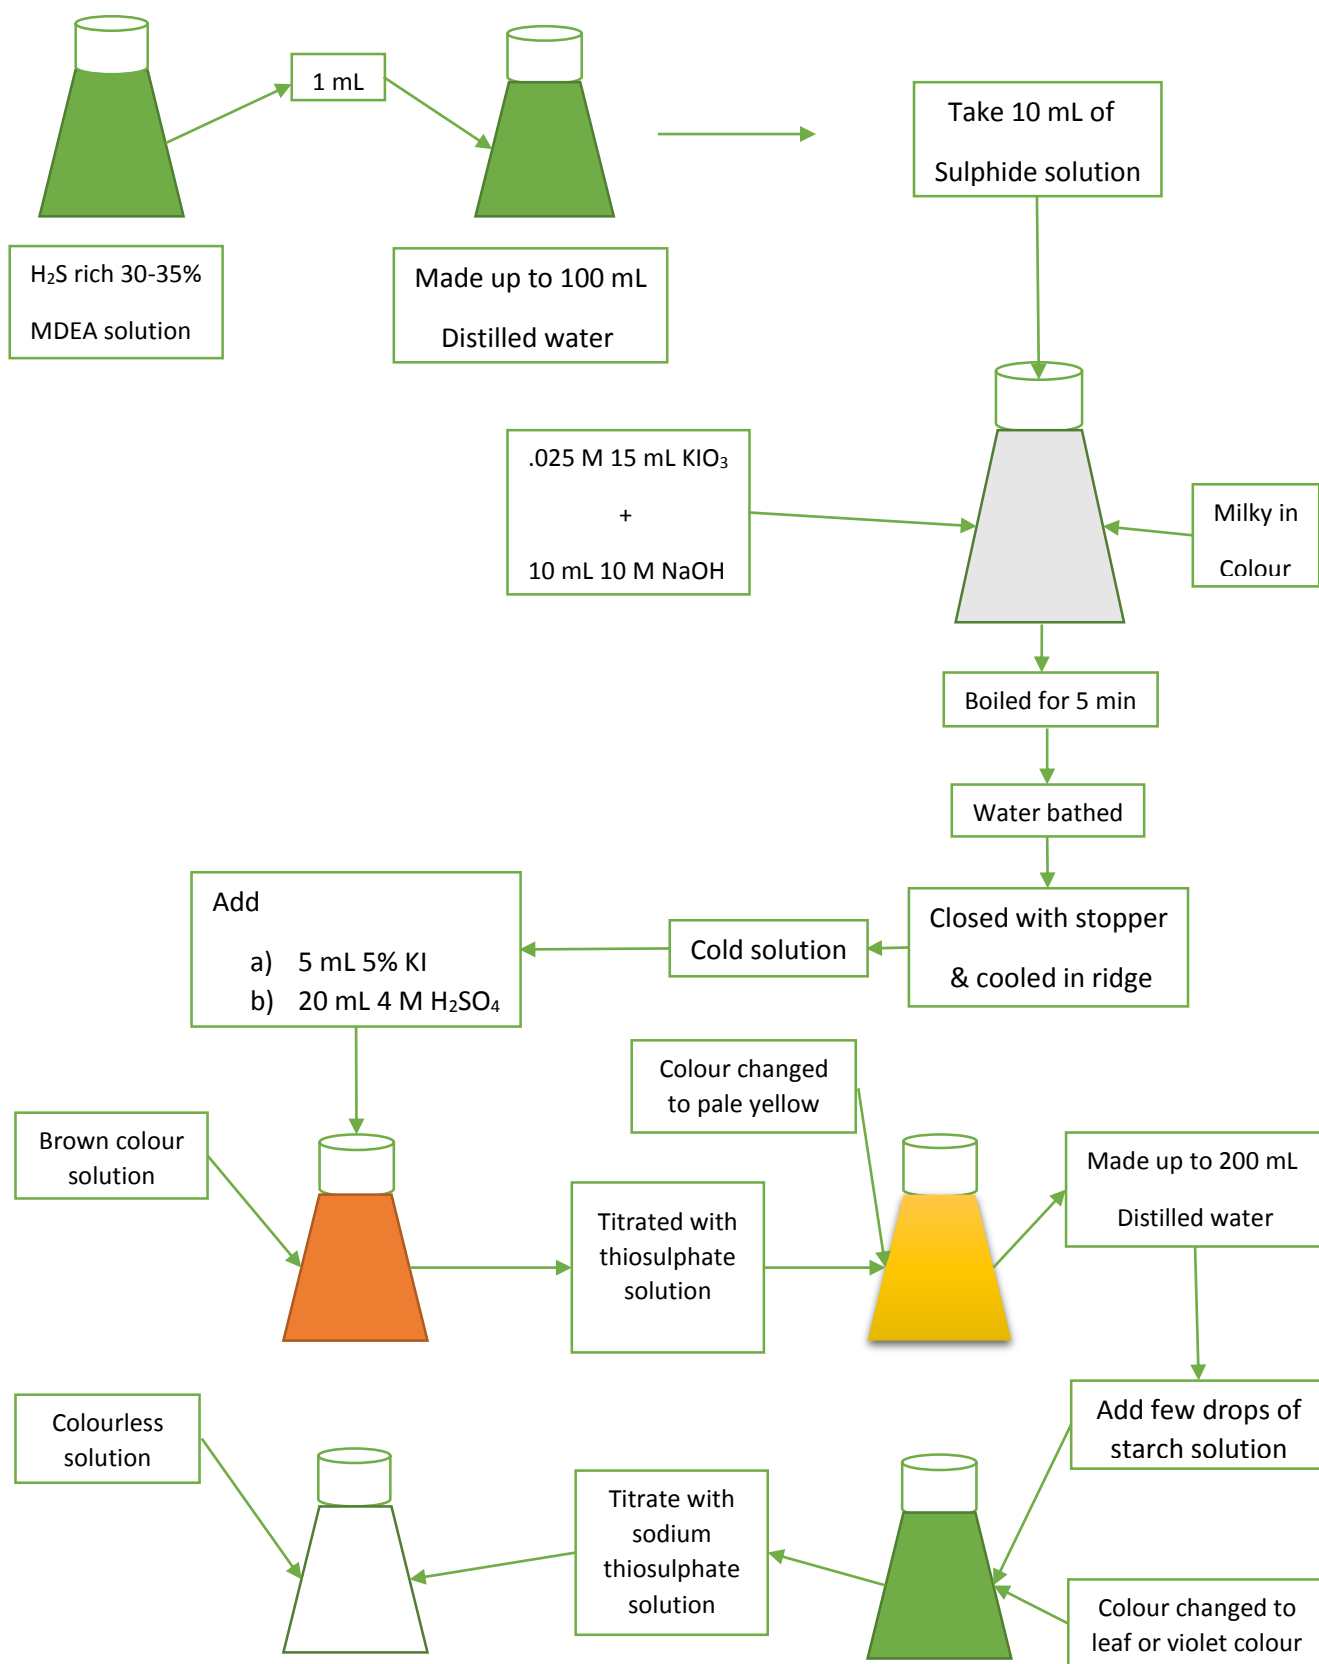 1 mL
Take 10 mL of
Sulphide solution
H₂S rich 30-35%
MDEA solution
Made up to 100 mL
Distilled water
.025 M 15 mL KIO₃
+
10 mL 10 M NaOH
Milky in
Colour
Boiled for 5 min
Water bathed
Closed with stopper
& cooled in ridge
Cold solution
Add
a) 5 mL 5% KI
b) 20 mL 4 M H₂SO₄
Colour changed
to pale yellow
Brown colour
solution
Made up to 200 mL
Distilled water
Titrated with
thiosulphate
solution
Add few drops of
starch solution
Colourless
solution
Titrate with
sodium
thiosulphate
solution
Colour changed to
leaf or violet colour